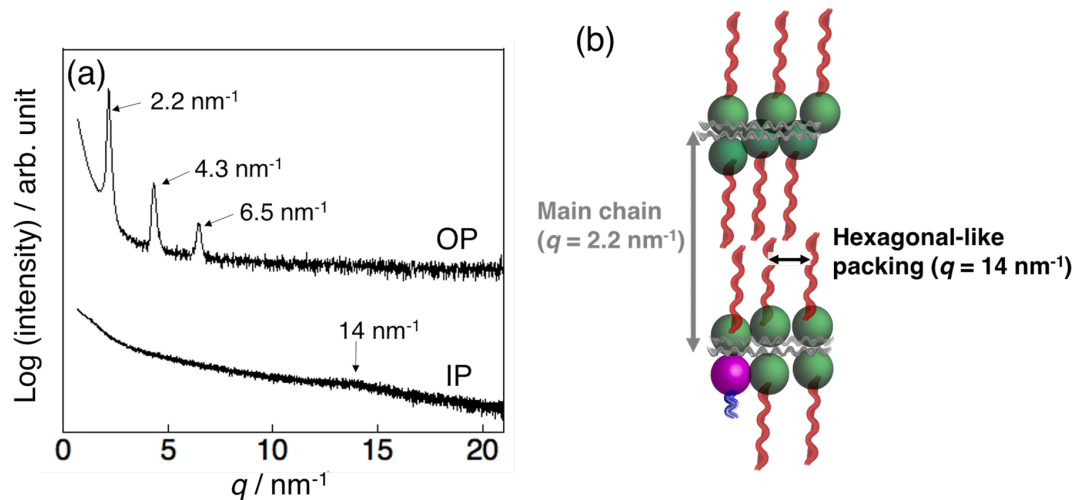 (a)
Log (intensity) / arb. unit
2.2 nm⁻¹
4.3 nm⁻¹
6.5 nm⁻¹
OP
14 nm⁻¹
IP
0 5 10 15 20
q / nm⁻¹
(b)
Main chain
(q = 2.2 nm⁻¹)
Hexagonal-like
packing (q = 14 nm⁻¹)